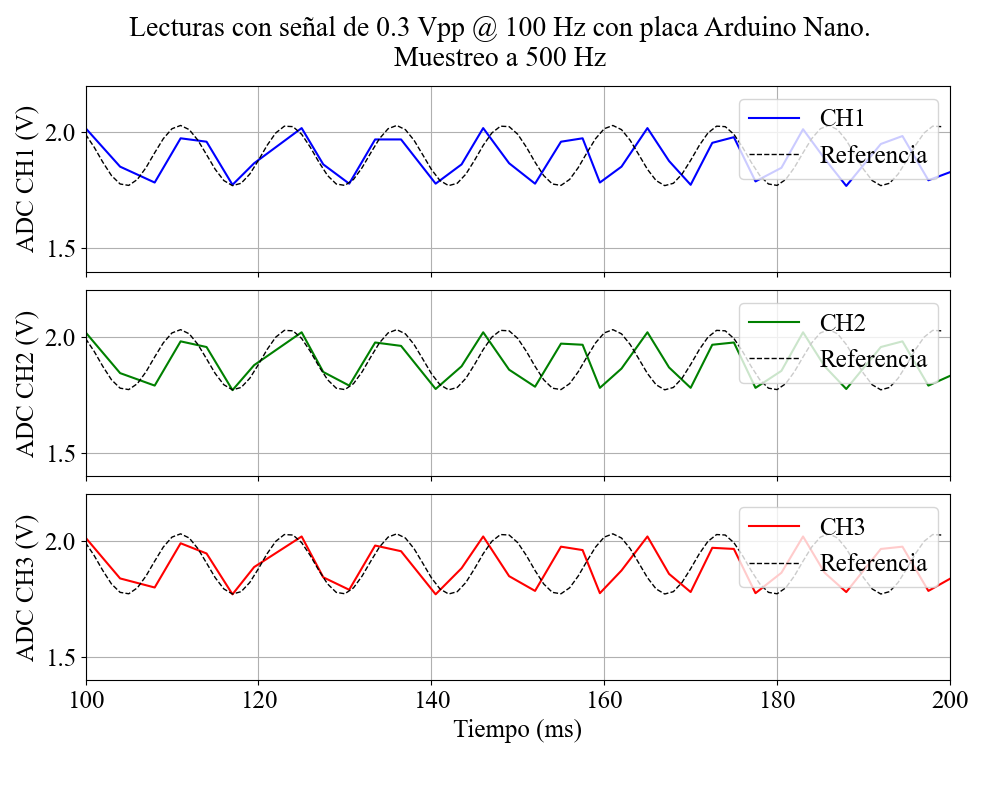 Lecturas con señal de 0.3 Vpp @ 100 Hz con placa Arduino Nano.
Muestreo a 500 Hz
ADC CH1 (V)
2.0
1.5
CH1
Referencia
ADC CH2 (V)
2.0
1.5
CH2
Referencia
ADC CH3 (V)
2.0
1.5
CH3
Referencia
100 120 140 160 180 200
Tiempo (ms)